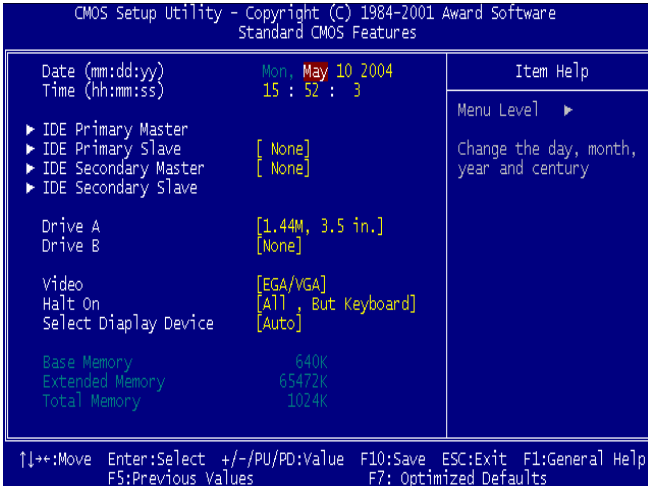 CMOS Setup Utility - Copyright (C) 1984-2001 Award Software
Standard CMOS Features
Date (mm:dd:yy) Mon, May 10 2004
Time (hh:mm:ss) 15 : 52 : 3
▶ IDE Primary Master
▶ IDE Primary Slave [ None]
▶ IDE Secondary Master [ None]
▶ IDE Secondary Slave
Drive A [1.44M, 3.5 in.]
Drive B [None]
Video [EGA/VGA]
Halt On [All , But Keyboard]
Select Diaplay Device [Auto]
Base Memory 640K
Extended Memory 65472K
Total Memory 1024K
Item Help
Menu Level ▶
Change the day, month,
year and century
↑↓→←:Move Enter:Select +/-/PU/PD:Value F10:Save ESC:Exit F1:General Help
F5:Previous Values F7: Optimized Defaults